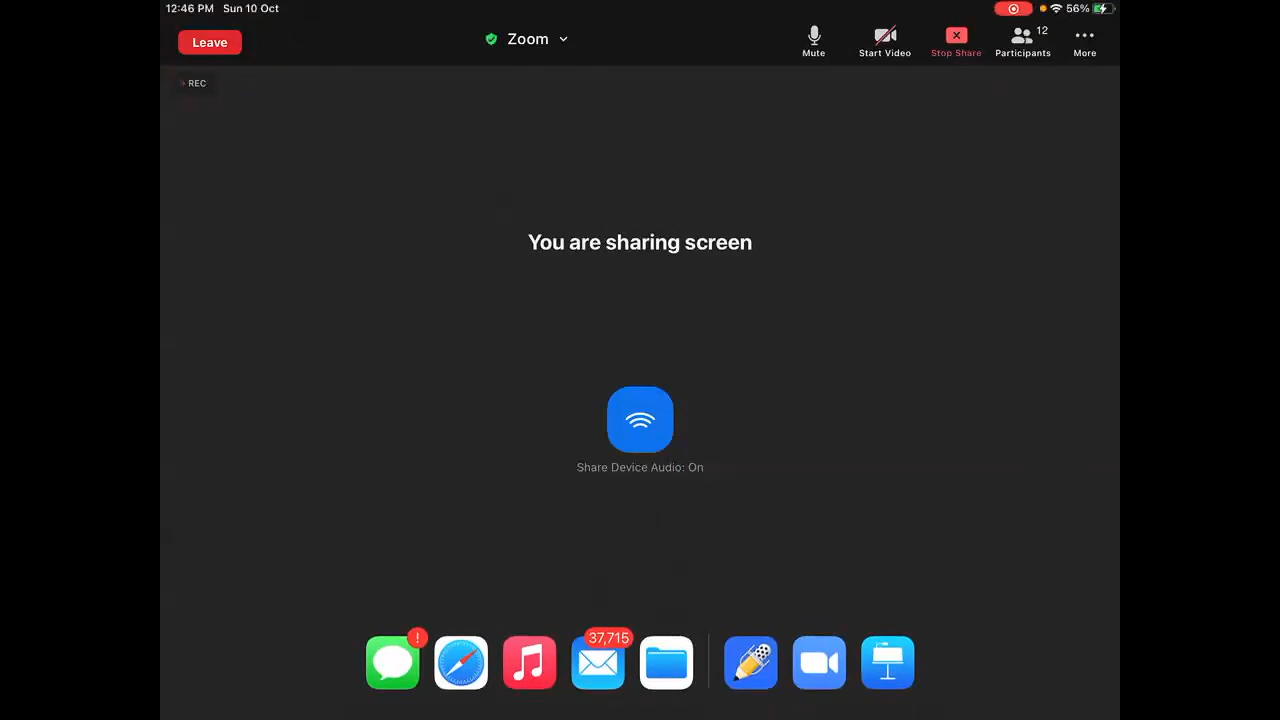 12:46 PM Sun 10 Oct 56%
Leave
Zoom
Mute
Start Video
Stop Share
Participants 12
More
REC
You are sharing screen
Share Device Audio: On
!
37,715